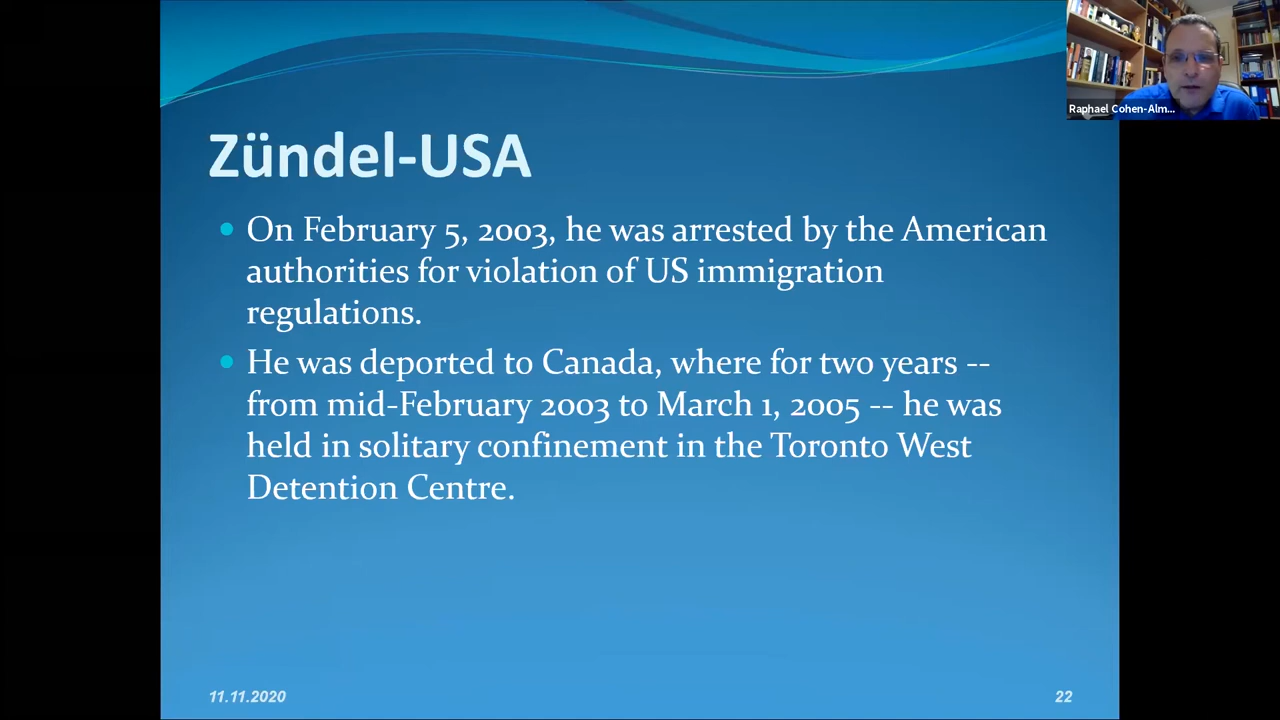 Raphael Cohen-Alm...
Zündel-USA
On February 5, 2003, he was arrested by the American
authorities for violation of US immigration
regulations.
He was deported to Canada, where for two years --
from mid-February 2003 to March 1, 2005 -- he was
held in solitary confinement in the Toronto West
Detention Centre.
11.11.2020
22